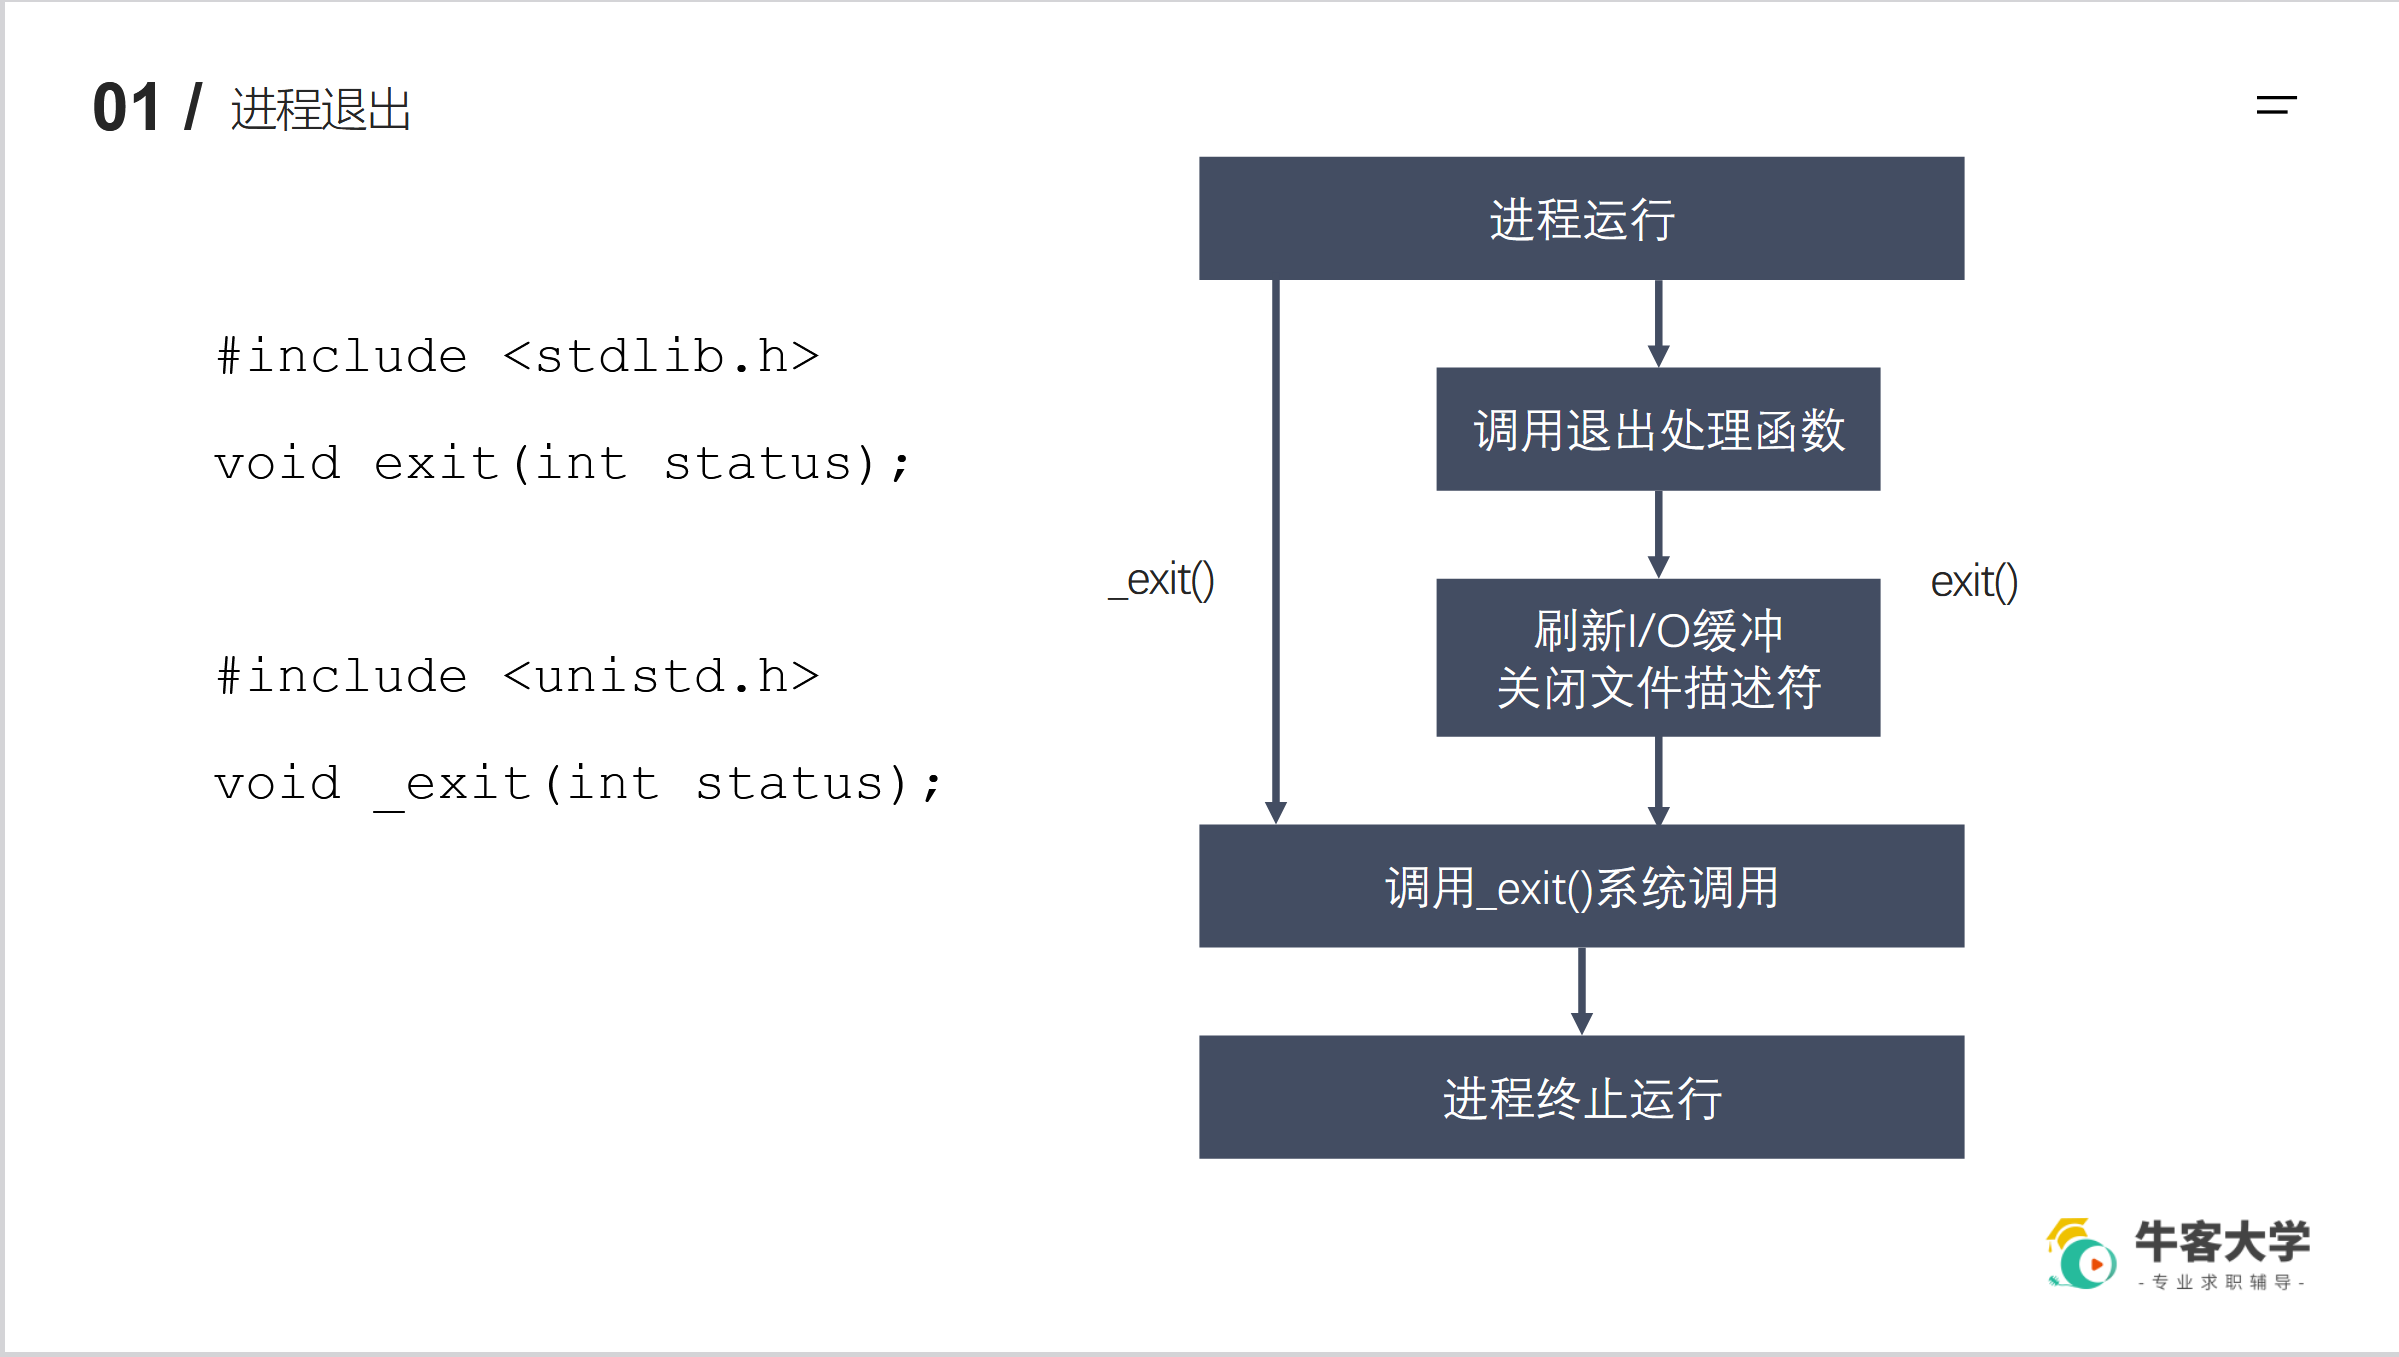 01 / 进程退出
#include <stdlib.h>
void exit(int status);
#include <unistd.h>
void _exit(int status);
进程运行
调用退出处理函数
_exit()
exit()
刷新I/O缓冲
关闭文件描述符
调用_exit()系统调用
进程终止运行
牛客大学
-专业求职辅导-